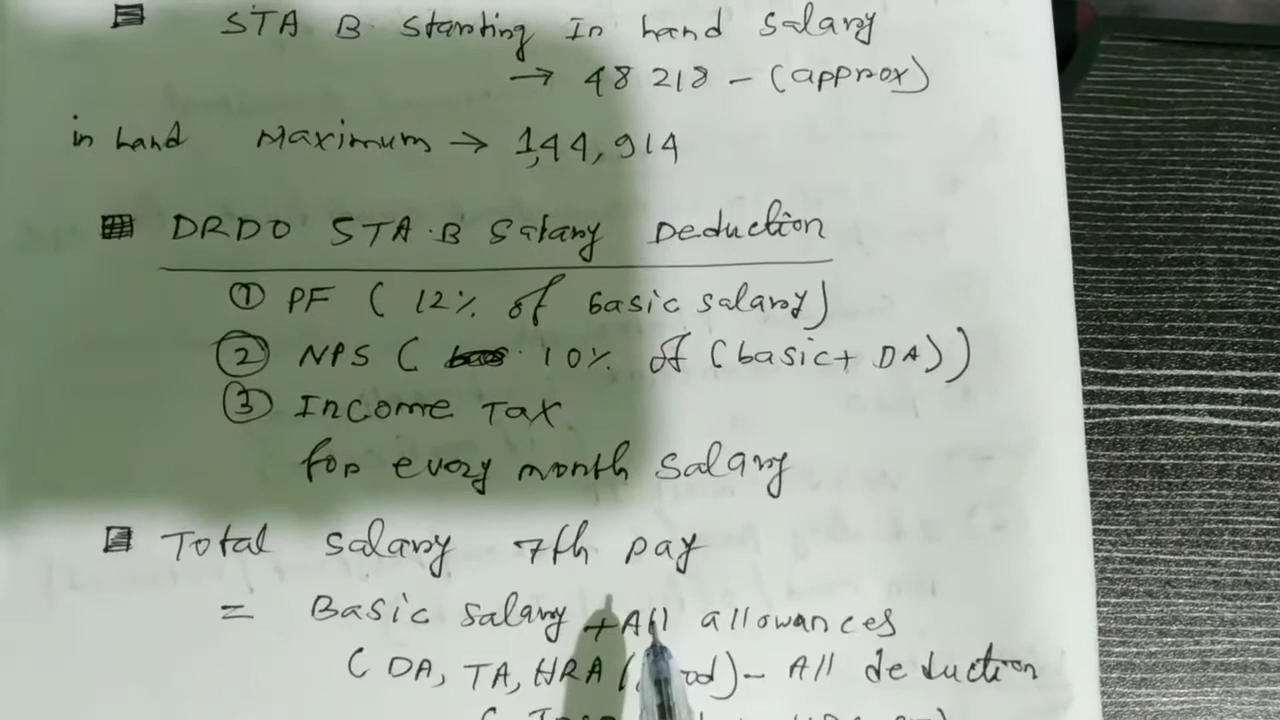 STA B starting In hand salary
→ 48 218 - (approx)
in hand Maximum → 1,44,914
DRDO STA.B Salary Deduction
① PF ( 12% of basic salary)
② NPS ( 10% of (basic + DA))
③ Income Tax
for every month salary
Total salary 7th pay
= Basic salary + All allowances
( DA, TA, HRA ( ) - All deduction